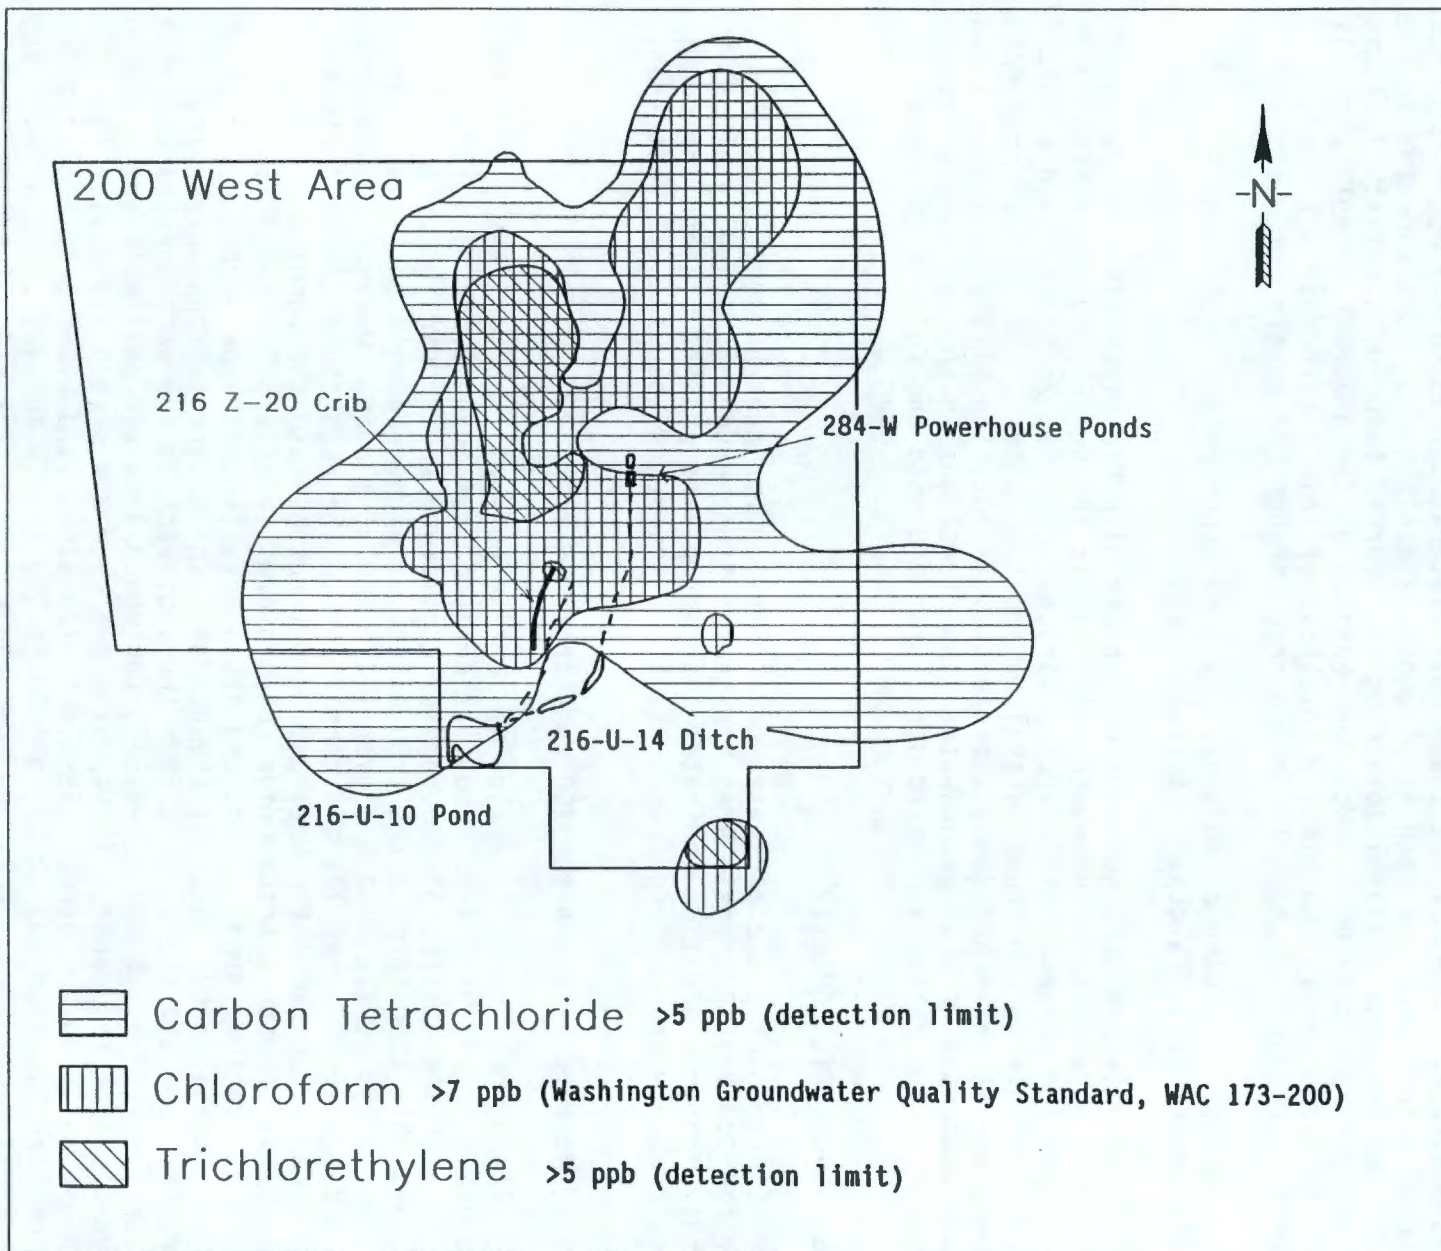 -N-
200 West Area
216 Z-20 Crib
284-W Powerhouse Ponds
216-U-14 Ditch
216-U-10 Pond
Carbon Tetrachloride >5 ppb (detection limit)
Chloroform >7 ppb (Washington Groundwater Quality Standard, WAC 173-200)
Trichlorethylene >5 ppb (detection limit)